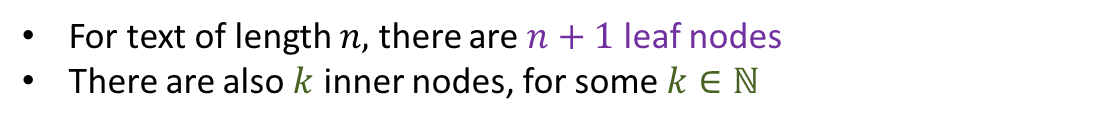 • For text of length n, there are n + 1 leaf nodes
• There are also k inner nodes, for some k ∈ ℕ